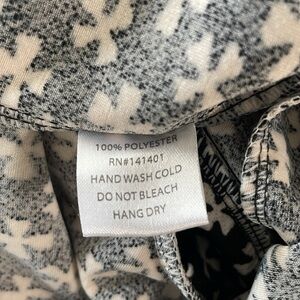 100% POLYESTER
RN#141401
HAND WASH COLD
DO NOT BLEACH
HANG DRY